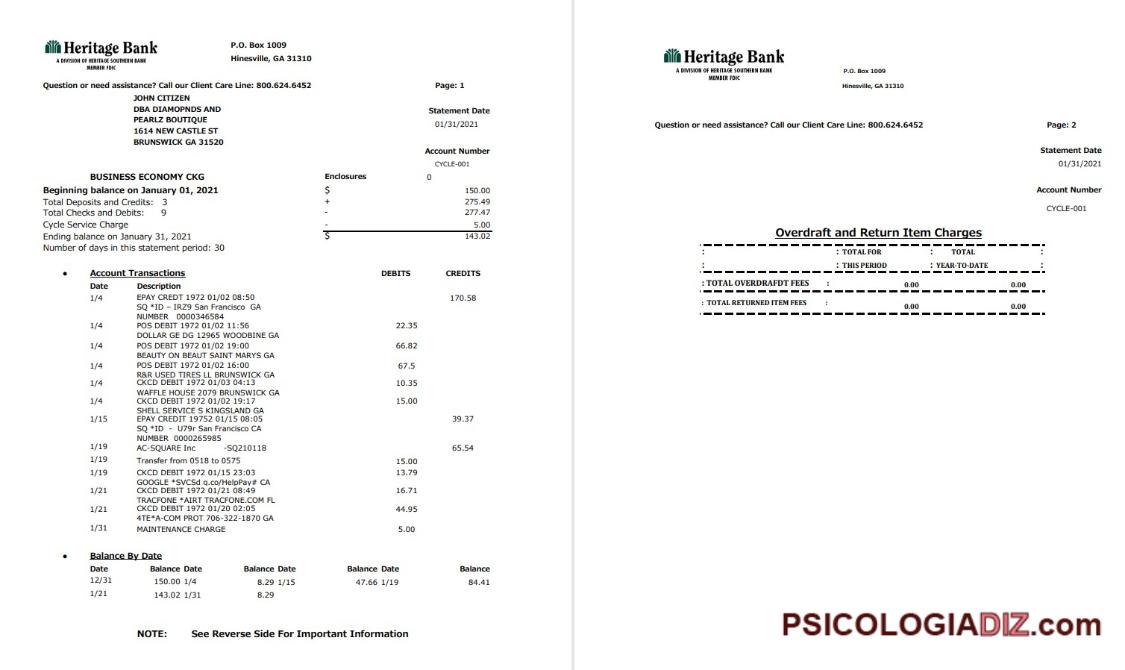 Heritage Bank
A DIVISION OF HERITAGE SOUTHERN BANK
MEMBER FDIC
P.O. Box 1009
Hinesville, GA 31310
Question or need assistance? Call our Client Care Line: 800.624.6452 Page: 1
JOHN CITIZEN
DBA DIAMOPNDS AND
PEARLZ BOUTIQUE
1614 NEW CASTLE ST
BRUNSWICK GA 31520
Statement Date
01/31/2021
Account Number
CYCLE-001
BUSINESS ECONOMY CKG Enclosures 0
Beginning balance on January 01, 2021 $ 150.00
Total Deposits and Credits: 3 + 275.49
Total Checks and Debits: 9 - 277.47
Cycle Service Charge - 5.00
Ending balance on January 31, 2021 $ 143.02
Number of days in this statement period: 30
• Account Transactions DEBITS CREDITS
Date Description
1/4 EPAY CREDT 1972 01/02 08:50 170.58
SQ *ID – IRZ9 San Francisco GA
NUMBER 0000346584
1/4 POS DEBIT 1972 01/02 11:56 22.35
DOLLAR GE DG 12965 WOODBINE GA
1/4 POS DEBIT 1972 01/02 19:00 66.82
BEAUTY ON BEAUT SAINT MARYS GA
1/4 POS DEBIT 1972 01/02 16:00 67.5
R&R USED TIRES LL BRUNSWICK GA
1/4 CKCD DEBIT 1972 01/03 04:13 10.35
WAFFLE HOUSE 2079 BRUNSWICK GA
1/4 CKCD DEBIT 1972 01/02 19:17 15.00
SHELL SERVICE S KINGSLAND GA
1/15 EPAY CREDIT 19752 01/15 08:05 39.37
SQ *ID - U79r San Francisco CA
NUMBER 0000265985
1/19 AC-SQUARE Inc -SQ210118 65.54
1/19 Transfer from 0518 to 0575 15.00
1/19 CKCD DEBIT 1972 01/15 23:03 13.79
GOOGLE *SVCSd g.co/HelpPay# CA
1/21 CKCD DEBIT 1972 01/21 08:49 16.71
TRACFONE *AIRT TRACFONE.COM FL
1/21 CKCD DEBIT 1972 01/20 02:05 44.95
4TE*A-COM PROT 706-322-1870 GA
1/31 MAINTENANCE CHARGE 5.00
• Balance By Date
Date Balance Date Balance Date Balance Date Balance
12/31 150.00 1/4 8.29 1/15 47.66 1/19 84.41
1/21 143.02 1/31 8.29
NOTE: See Reverse Side For Important Information
Heritage Bank
A DIVISION OF HERITAGE SOUTHERN BANK
MEMBER FDIC
P.O. Box 1009
Hinesville, GA 31310
Question or need assistance? Call our Client Care Line: 800.624.6452 Page: 2
Statement Date
01/31/2021
Account Number
CYCLE-001
Overdraft and Return Item Charges
: : TOTAL FOR : TOTAL :
: : THIS PERIOD : YEAR-TO-DATE :
: TOTAL OVERDRAFDT FEES : 0.00 0.00
: TOTAL RETURNED ITEM FEES : 0.00 0.00
PSICOLOGIADIZ.com